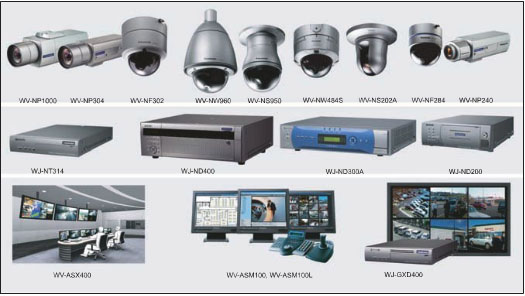 WV-NP1000 WV-NP304 WV-NF302 WV-NW960 WV-NS950 WV-NW484S WV-NS202A WV-NF284 WV-NP240
WJ-NT314 WJ-ND400 WJ-ND300A WJ-ND200
WV-ASX400 WV-ASM100, WV-ASM100L WJ-GXD400